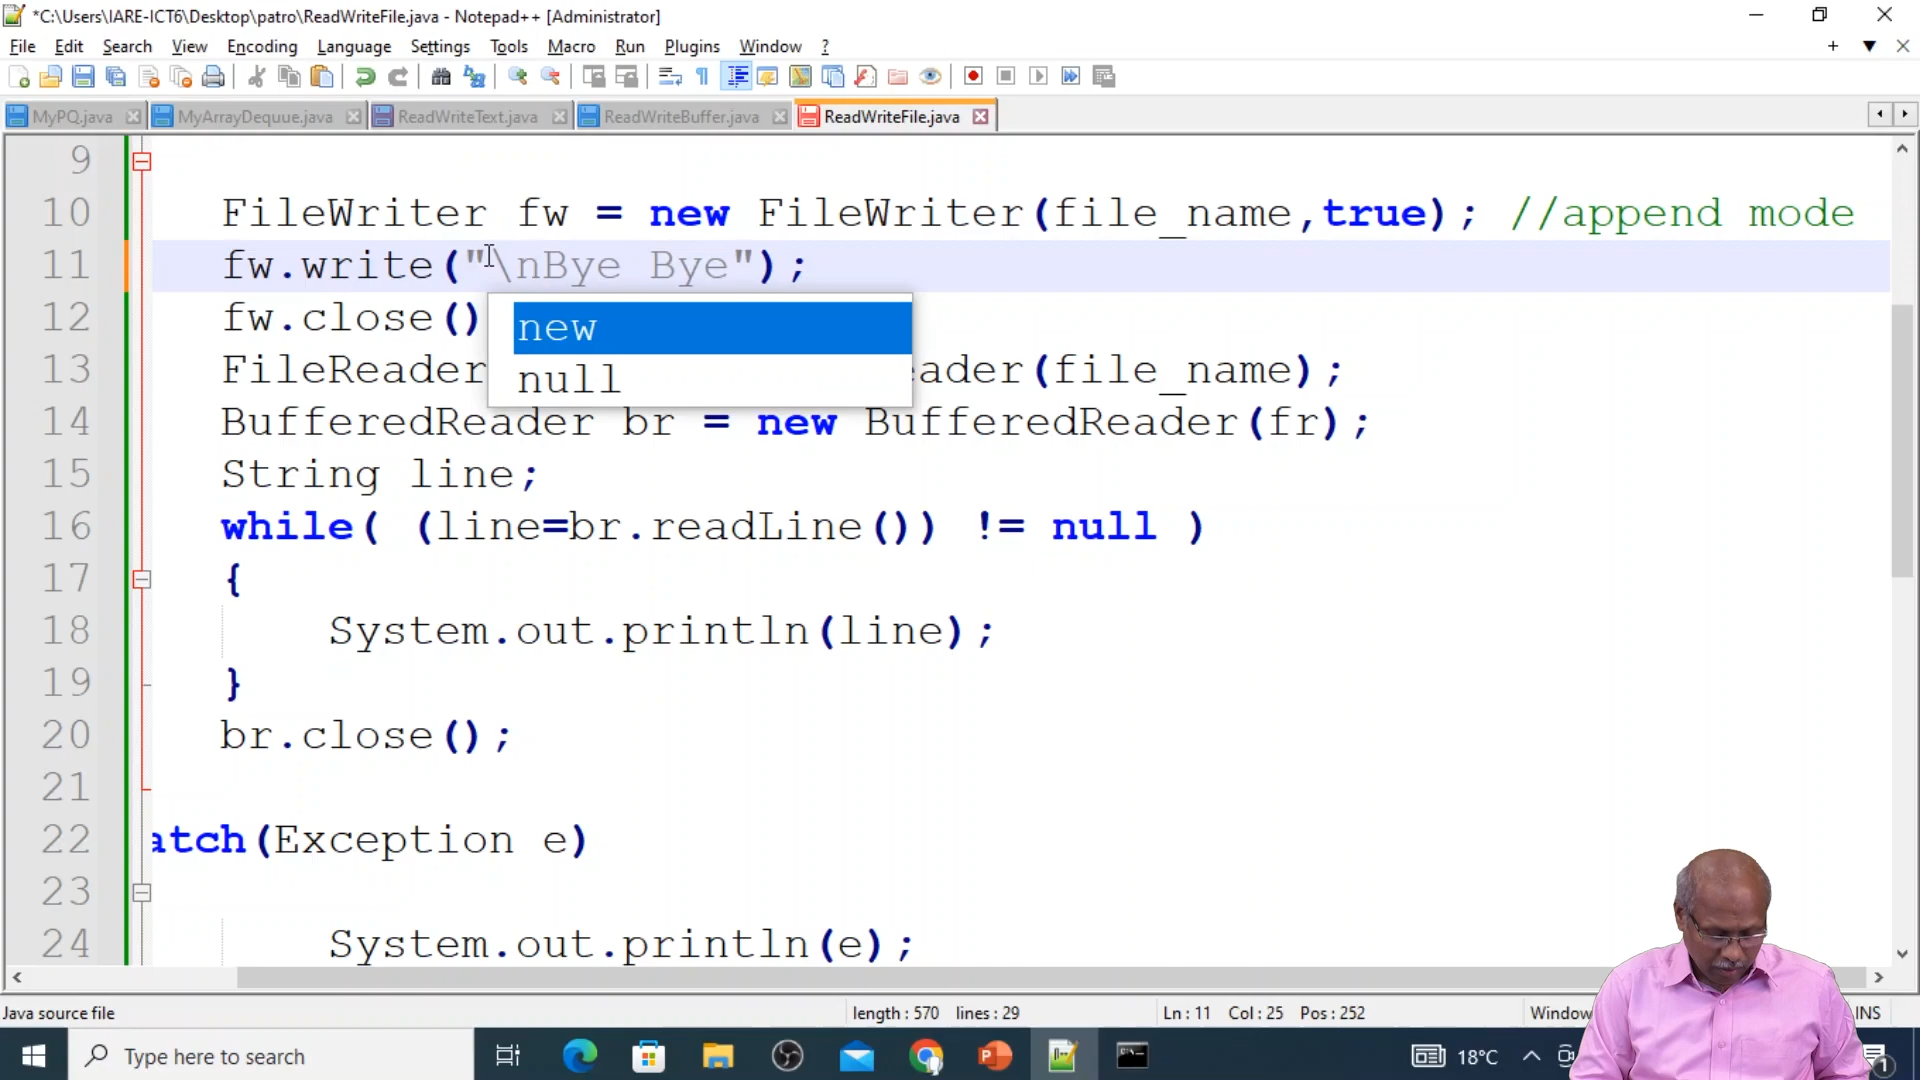 *C:\Users\IARE-ICT6\Desktop\patro\ReadWriteFile.java - Notepad++ [Administrator]
File Edit Search View Encoding Language Settings Tools Macro Run Plugins Window ?
MyPQ.java MyArrayDequue.java ReadWriteText.java ReadWriteBuffer.java ReadWriteFile.java
9
10 FileWriter fw = new FileWriter(file_name,true); //append mode
11 fw.write("\nBye Bye");
12 fw.close()
new
13 FileReader eader(file_name);
null
14 BufferedReader br = new BufferedReader(fr);
15 String line;
16 while( (line=br.readLine()) != null )
17 {
18 System.out.println(line);
19 }
20 br.close();
21
22 atch(Exception e)
23
24 System.out.println(e);
Java source file length : 570 lines : 29 Ln : 11 Col : 25 Pos : 252 Window INS
Type here to search 18°C 1